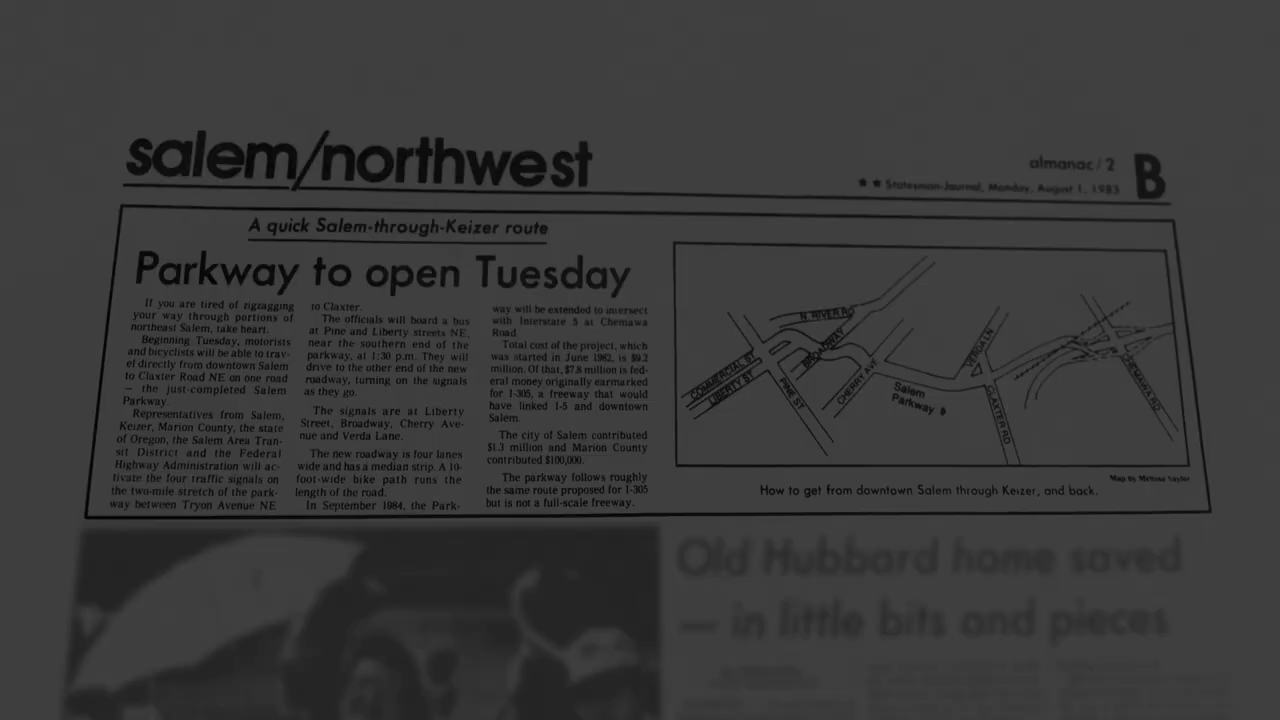 salem/northwest
almanac/2 B
★ ★ Statesman-Journal, Monday, August 1, 1983
A quick Salem-through-Keizer route
Parkway to open Tuesday
If you are tired of zigzagging
your way through portions of
northeast Salem, take heart.
Beginning Tuesday, motorists
and bicyclists will be able to trav-
el directly from downtown Salem
to Claxter Road NE on one road
— the just-completed Salem
Parkway.
Representatives from Salem,
Keizer, Marion County, the state
of Oregon, the Salem Area Tran-
sit District and the Federal
Highway Administration will ac-
tivate the four traffic signals on
the two-mile stretch of the park-
way between Tryon Avenue NE
to Claxter.
The officials will board a bus
at Pine and Liberty streets NE,
near the southern end of the
parkway, at 1:30 p.m. They will
drive to the other end of the new
roadway, turning on the signals
as they go.
The signals are at Liberty
Street, Broadway, Cherry Ave-
nue and Verda Lane.
The new roadway is four lanes
wide and has a median strip. A 10-
foot-wide bike path runs the
length of the road.
In September 1984, the Park-
way will be extended to intersect
with Interstate 5 at Chemawa
Road.
Total cost of the project, which
was started in June 1982, is $9.2
million. Of that, $7.8 million is fed-
eral money originally earmarked
for I-305, a freeway that would
have linked I-5 and downtown
Salem.
The city of Salem contributed
$1.3 million and Marion County
contributed $100,000.
The parkway follows roughly
the same route proposed for I-305
but is not a full-scale freeway.
N. RIVER RD
BROADWAY
COMMERCIAL ST
LIBERTY ST
PINE ST
CHERRY AVE
Salem
Parkway
VERDA LN
CLAXTER RD
CHEMAWA RD
Map by Melissa Taylor
How to get from downtown Salem through Keizer, and back.
Old Hubbard home saved
— in little bits and pieces